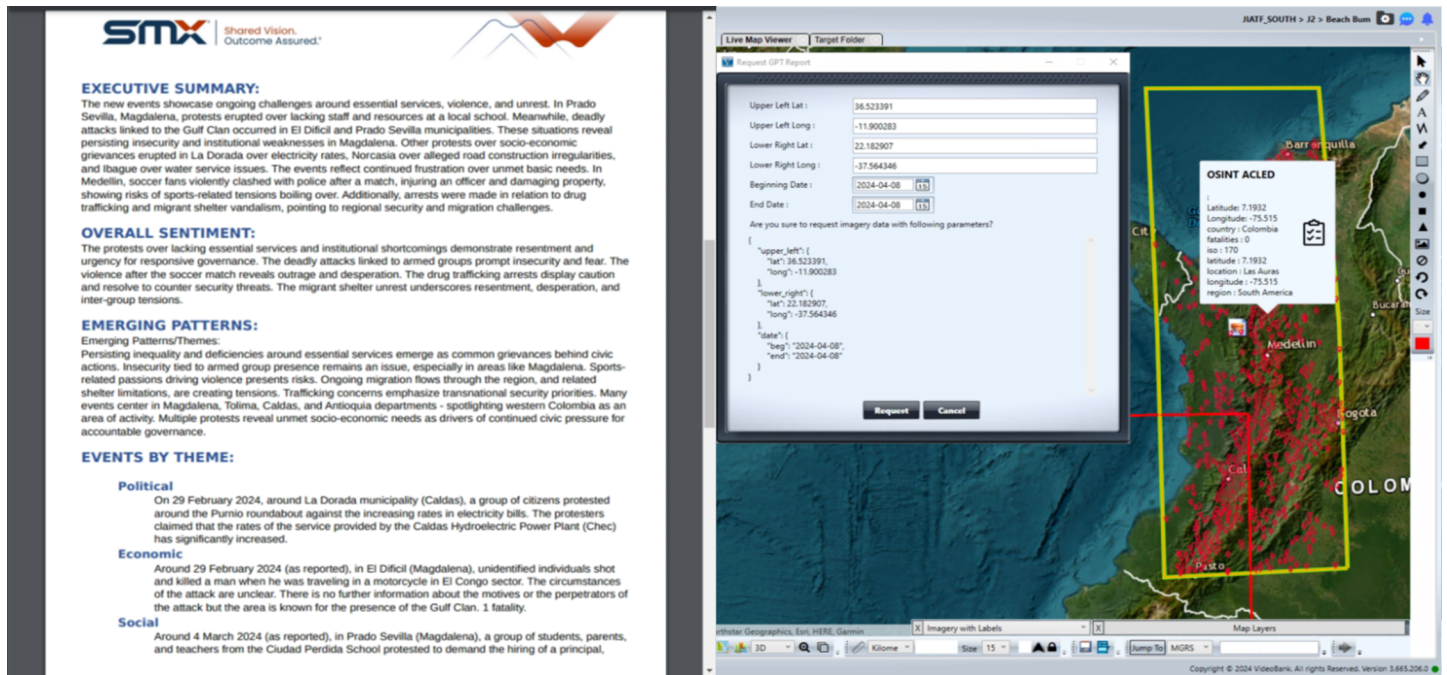 SMX
Shared Vision.
Outcome Assured.®
EXECUTIVE SUMMARY:
The new events showcase ongoing challenges around essential services, violence, and unrest. In Prado
Sevilla, Magdalena, protests erupted over lacking staff and resources at a local school. Meanwhile, deadly
attacks linked to the Gulf Clan occurred in El Dificil and Prado Sevilla municipalities. These situations reveal
persisting insecurity and institutional weaknesses in Magdalena. Other protests over socio-economic
grievances erupted in La Dorada over electricity rates, Norcasia over alleged road construction irregularities,
and Ibague over water service issues. The events reflect continued frustration over unmet basic needs. In
Medellin, soccer fans violently clashed with police after a match, injuring an officer and damaging property,
showing risks of sports-related tensions boiling over. Additionally, arrests were made in relation to drug
trafficking and migrant shelter vandalism, pointing to regional security and migration challenges.
OVERALL SENTIMENT:
The protests over lacking essential services and institutional shortcomings demonstrate resentment and
urgency for responsive governance. The deadly attacks linked to armed groups prompt insecurity and fear. The
violence after the soccer match reveals outrage and desperation. The drug trafficking arrests display caution
and resolve to counter security threats. The migrant shelter unrest underscores resentment, desperation, and
inter-group tensions.
EMERGING PATTERNS:
Emerging Patterns/Themes:
Persisting inequality and deficiencies around essential services emerge as common grievances behind civic
actions. Insecurity tied to armed group presence remains an issue, especially in areas like Magdalena. Sports-
related passions driving violence presents risks. Ongoing migration flows through the region, and related
shelter limitations, are creating tensions. Trafficking concerns emphasize transnational security priorities. Many
events center in Magdalena, Tolima, Caldas, and Antioquia departments - spotlighting western Colombia as an
area of activity. Multiple protests reveal unmet socio-economic needs as drivers of continued civic pressure for
accountable governance.
EVENTS BY THEME:
Political
On 29 February 2024, around La Dorada municipality (Caldas), a group of citizens protested
around the Purnio roundabout against the increasing rates in electricity bills. The protesters
claimed that the rates of the service provided by the Caldas Hydroelectric Power Plant (Chec)
has significantly increased.
Economic
Around 29 February 2024 (as reported), in El Dificil (Magdalena), unidentified individuals shot
and killed a man when he was traveling in a motorcycle in El Congo sector. The circumstances
of the attack are unclear. There is no further information about the motives or the perpetrators of
the attack but the area is known for the presence of the Gulf Clan. 1 fatality.
Social
Around 4 March 2024 (as reported), in Prado Sevilla (Magdalena), a group of students, parents,
and teachers from the Ciudad Perdida School protested to demand the hiring of a principal,
JIATF_SOUTH > J2 > Beach Bum
Live Map Viewer
Target Folder
Request GPT Report
Upper Left Lat : 36.523391
Upper Left Long : -11.900283
Lower Right Lat : 22.182907
Lower Right Long : -37.564346
Beginning Date : 2024-04-08 15
End Date : 2024-04-08 15
Are you sure to request imagery data with following parameters?
{
"upper_left": {
"lat": 36.523391,
"long": -11.900283
},
"lower_right": {
"lat": 22.182907,
"long": -37.564346
},
"date": {
"beg": "2024-04-08",
"end": "2024-04-08"
}
}
Request
Cancel
Barranquilla
OSINT ACLED
:
Latitude: 7.1932
Longitude: -75.515
country : Colombia
fatalities : 0
iso : 170
latitude : 7.1932
location : Las Auras
longitude : -75.515
region : South America
Cit
Bucaran
Medellin
Bogota
Cal
COLOM
Pasto
Size
rthstar Geographics, Esri, HERE, Garmin
X Imagery with Labels
X Map Layers
3D
Kilome
Size 15
Jump To
MGRS
Copyright © 2024 VideoBank. All rights Reserved. Version 3.665.206.0